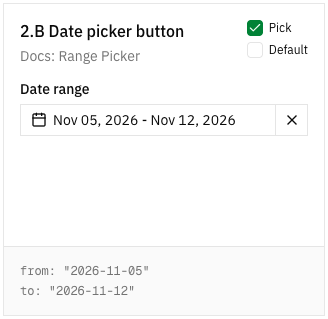 2.B Date picker button
Docs: Range Picker
Pick
Default
Date range
Nov 05, 2026 - Nov 12, 2026
from: "2026-11-05"
to: "2026-11-12"